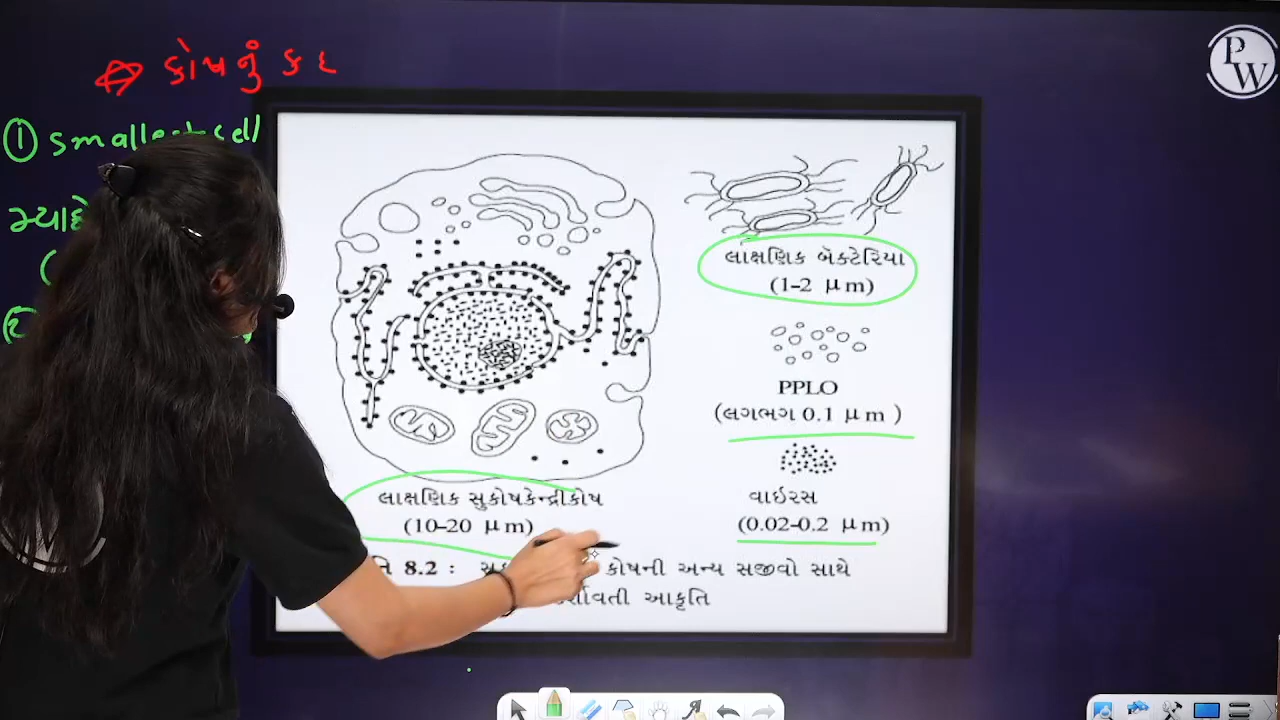 કોષનું કદ
① smallest cell
મ્યાદે
(
②
PW
લાક્ષણિક બૅક્ટેરિયા
(1-2 µm)
PPLO
(લગભગ 0.1 µm )
વાઇરસ
(0.02-0.2 µm)
લાક્ષણિક સુકોષકેન્દ્રીકોષ
(10-20 µm)
8.2 : કોષની અન્ય સજીવો સાથે
આકૃતિ